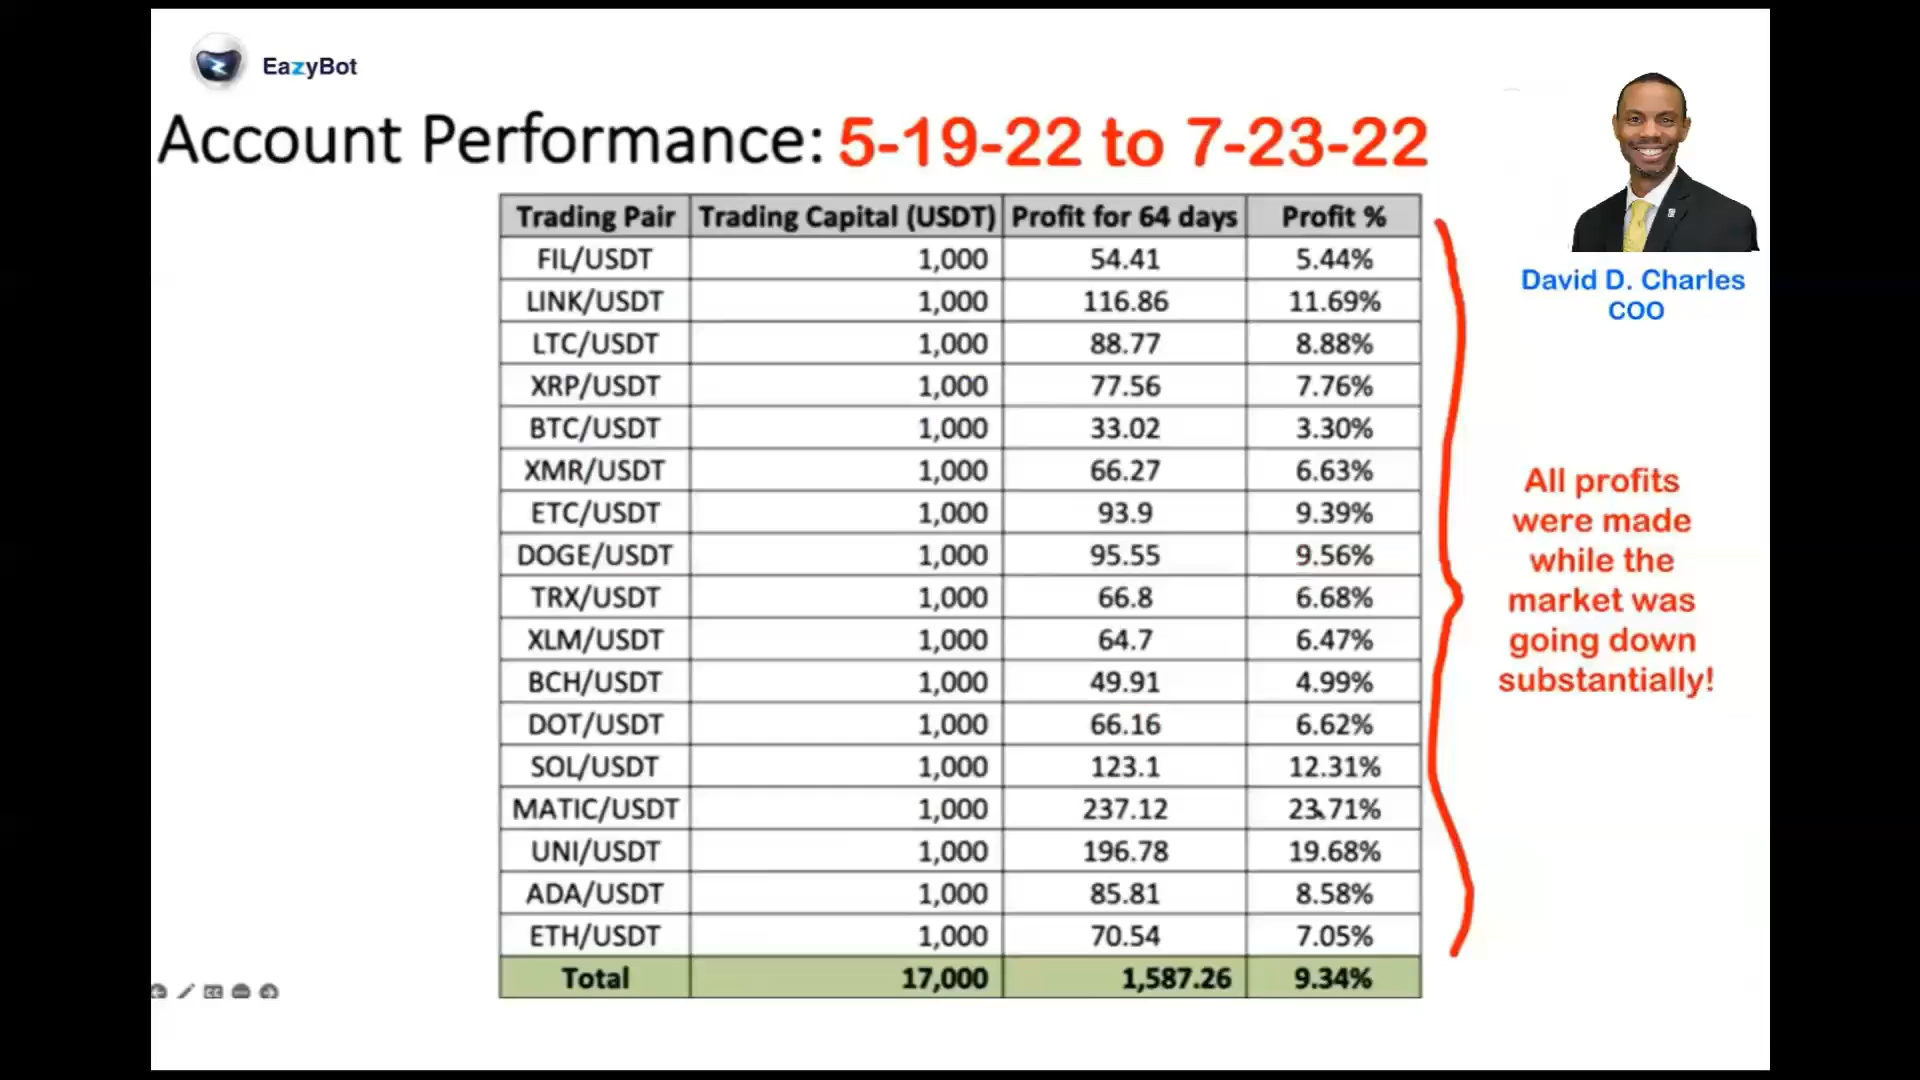 EazyBot
Account Performance: 5-19-22 to 7-23-22
David D. Charles
COO
Trading Pair Trading Capital (USDT) Profit for 64 days Profit %
FIL/USDT 1,000 54.41 5.44%
LINK/USDT 1,000 116.86 11.69%
LTC/USDT 1,000 88.77 8.88%
XRP/USDT 1,000 77.56 7.76%
BTC/USDT 1,000 33.02 3.30%
XMR/USDT 1,000 66.27 6.63%
ETC/USDT 1,000 93.9 9.39%
DOGE/USDT 1,000 95.55 9.56%
TRX/USDT 1,000 66.8 6.68%
XLM/USDT 1,000 64.7 6.47%
BCH/USDT 1,000 49.91 4.99%
DOT/USDT 1,000 66.16 6.62%
SOL/USDT 1,000 123.1 12.31%
MATIC/USDT 1,000 237.12 23.71%
UNI/USDT 1,000 196.78 19.68%
ADA/USDT 1,000 85.81 8.58%
ETH/USDT 1,000 70.54 7.05%
Total 17,000 1,587.26 9.34%
All profits
were made
while the
market was
going down
substantially!